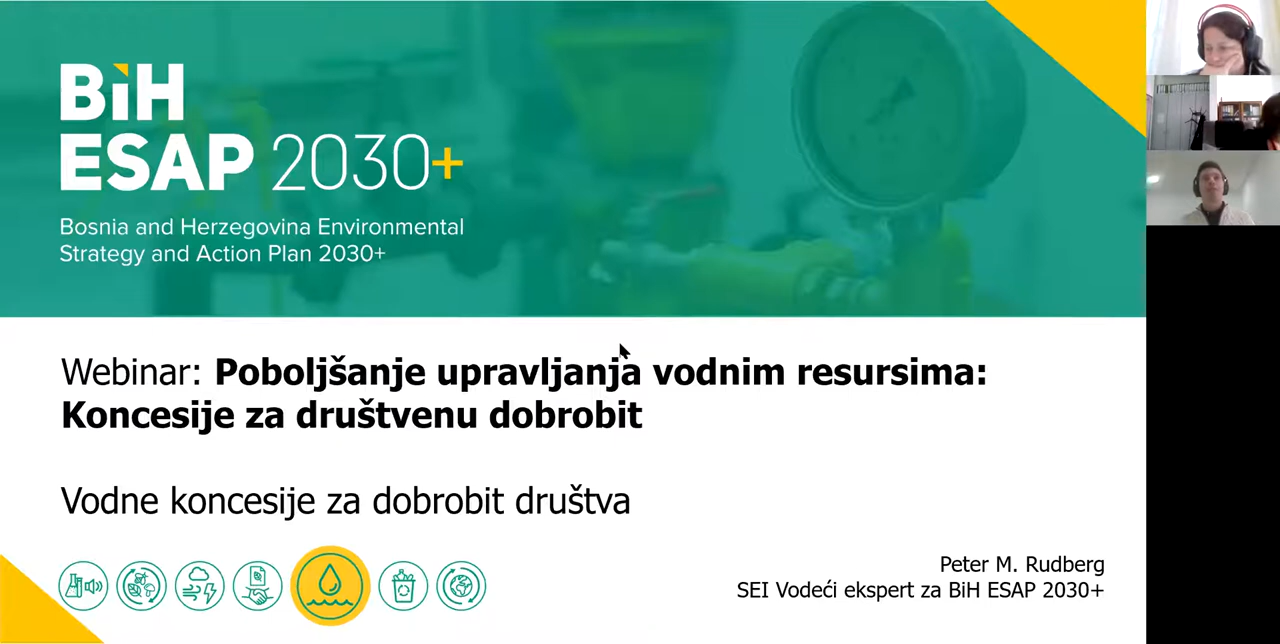 BiH
ESAP 2030+
Bosnia and Herzegovina Environmental
Strategy and Action Plan 2030+
Webinar: Poboljšanje upravljanja vodnim resursima:
Koncesije za društvenu dobrobit
Vodne koncesije za dobrobit društva
Peter M. Rudberg
SEI Vodeći ekspert za BiH ESAP 2030+